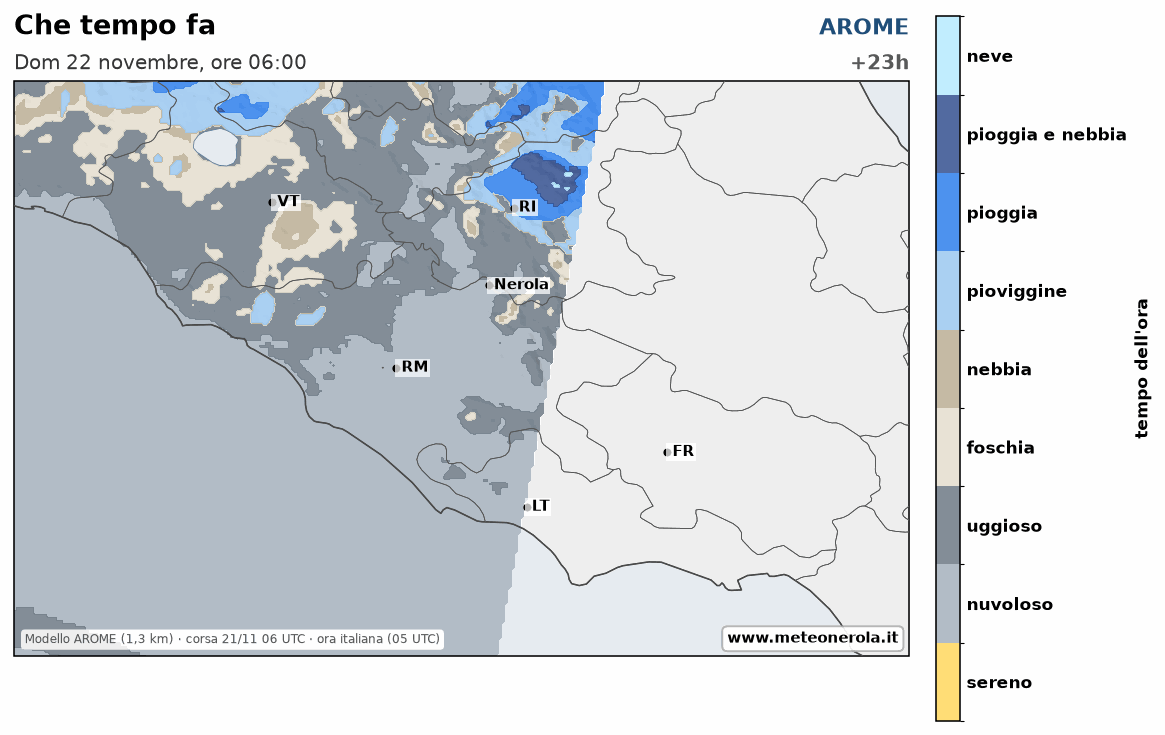 Che tempo fa
AROME
Dom 22 novembre, ore 06:00
+23h
VT
RI
Nerola
RM
FR
LT
Modello AROME (1,3 km) · corsa 21/11 06 UTC · ora italiana (05 UTC)
www.meteonerola.it
neve
pioggia e nebbia
pioggia
pioviggine
nebbia
foschia
uggioso
nuvoloso
sereno
tempo dell'ora